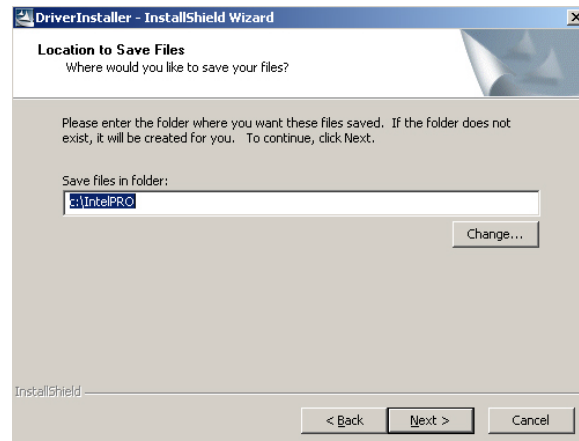 DriverInstaller - InstallShield Wizard
Location to Save Files
Where would you like to save your files?
Please enter the folder where you want these files saved.  If the folder does not
exist, it will be created for you.   To continue, click Next.
Save files in folder:
c:\IntelPRO
Change...
InstallShield
< Back
Next >
Cancel